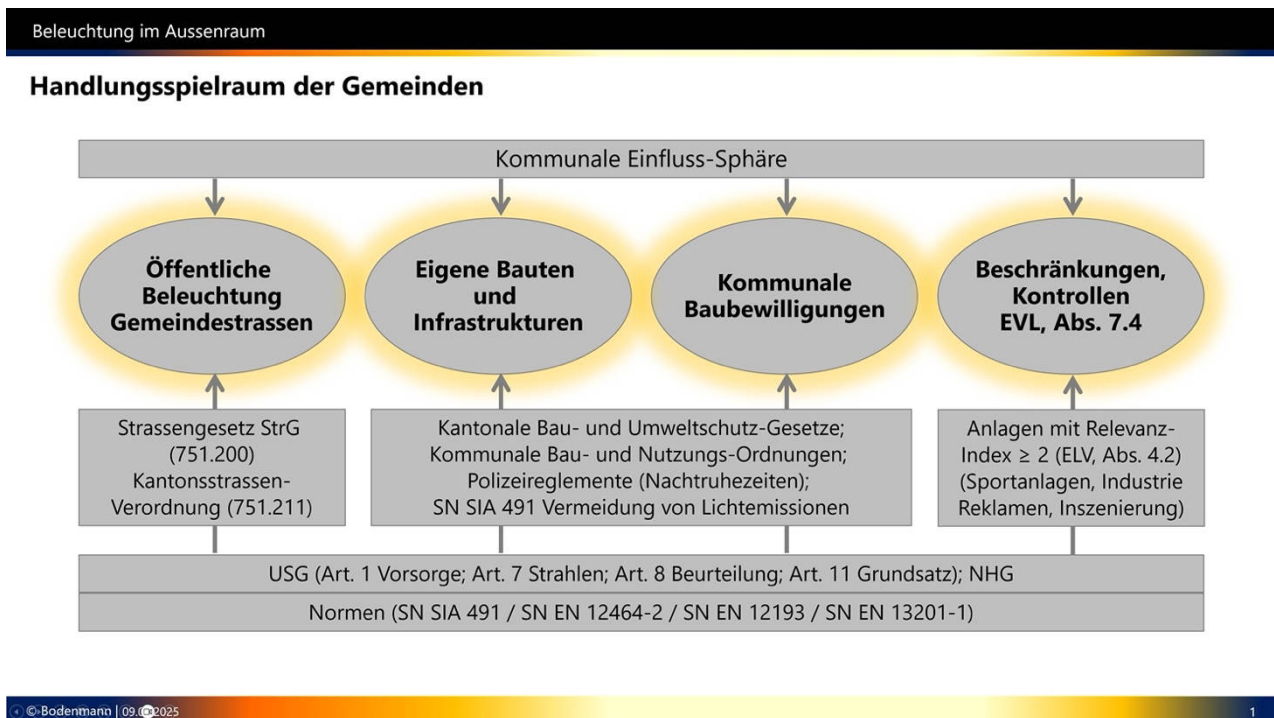 Beleuchtung im Aussenraum
Handlungsspielraum der Gemeinden
Kommunale Einfluss-Sphäre
Öffentliche
Beleuchtung
Gemeindestrassen
Eigene Bauten
und
Infrastrukturen
Kommunale
Baubewilligungen
Beschränkungen,
Kontrollen
EVL, Abs. 7.4
Strassengesetz StrG
(751.200)
Kantonsstrassen-
Verordnung (751.211)
Kantonale Bau- und Umweltschutz-Gesetze;
Kommunale Bau- und Nutzungs-Ordnungen;
Polizeireglemente (Nachtruhezeiten);
SN SIA 491 Vermeidung von Lichtemissionen
Anlagen mit Relevanz-
Index ≥ 2 (ELV, Abs. 4.2)
(Sportanlagen, Industrie
Reklamen, Inszenierung)
USG (Art. 1 Vorsorge; Art. 7 Strahlen; Art. 8 Beurteilung; Art. 11 Grundsatz); NHG
Normen (SN SIA 491 / SN EN 12464-2 / SN EN 12193 / SN EN 13201-1)
© Bodenmann |
1